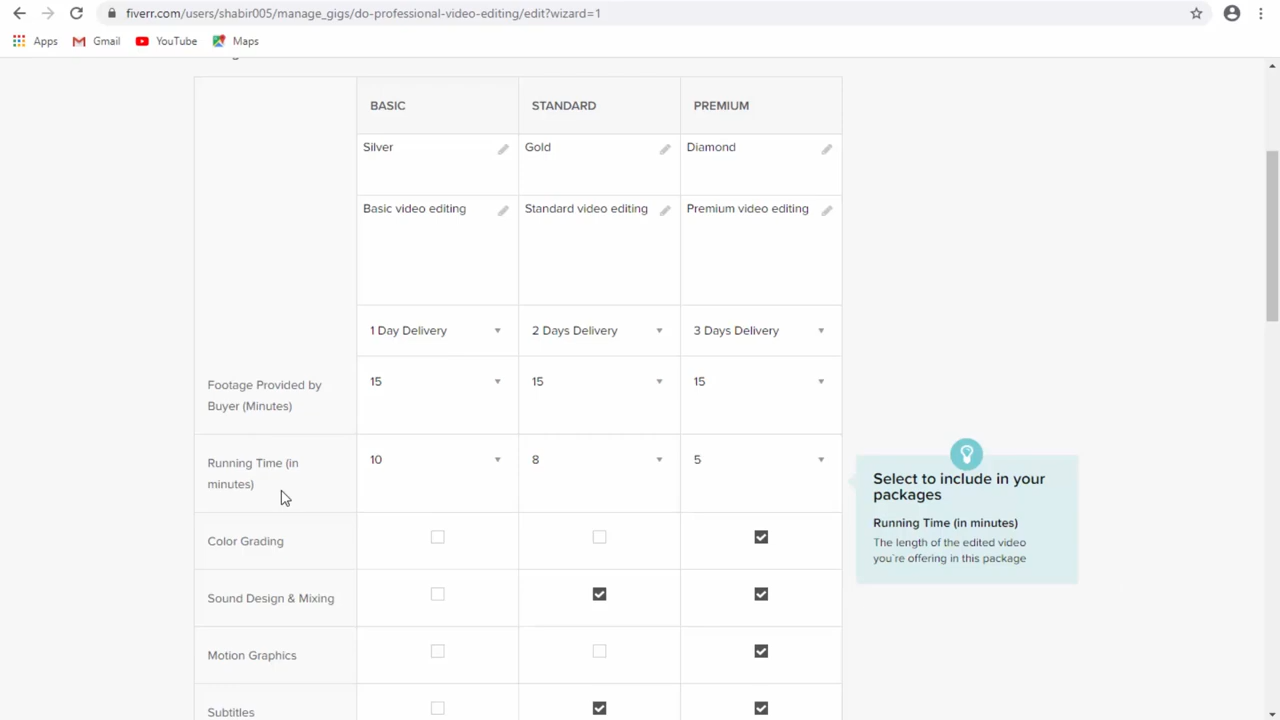 fiverr.com/users/shabir005/manage_gigs/do-professional-video-editing/edit?wizard=1
Apps Gmail YouTube Maps
BASIC STANDARD PREMIUM
Silver Gold Diamond
Basic video editing Standard video editing Premium video editing
1 Day Delivery 2 Days Delivery 3 Days Delivery
Footage Provided by
Buyer (Minutes)
15 15 15
Running Time (in
minutes)
10 8 5
Select to include in your
packages
Running Time (in minutes)
The length of the edited video
you`re offering in this package
Color Grading
Sound Design & Mixing
Motion Graphics
Subtitles